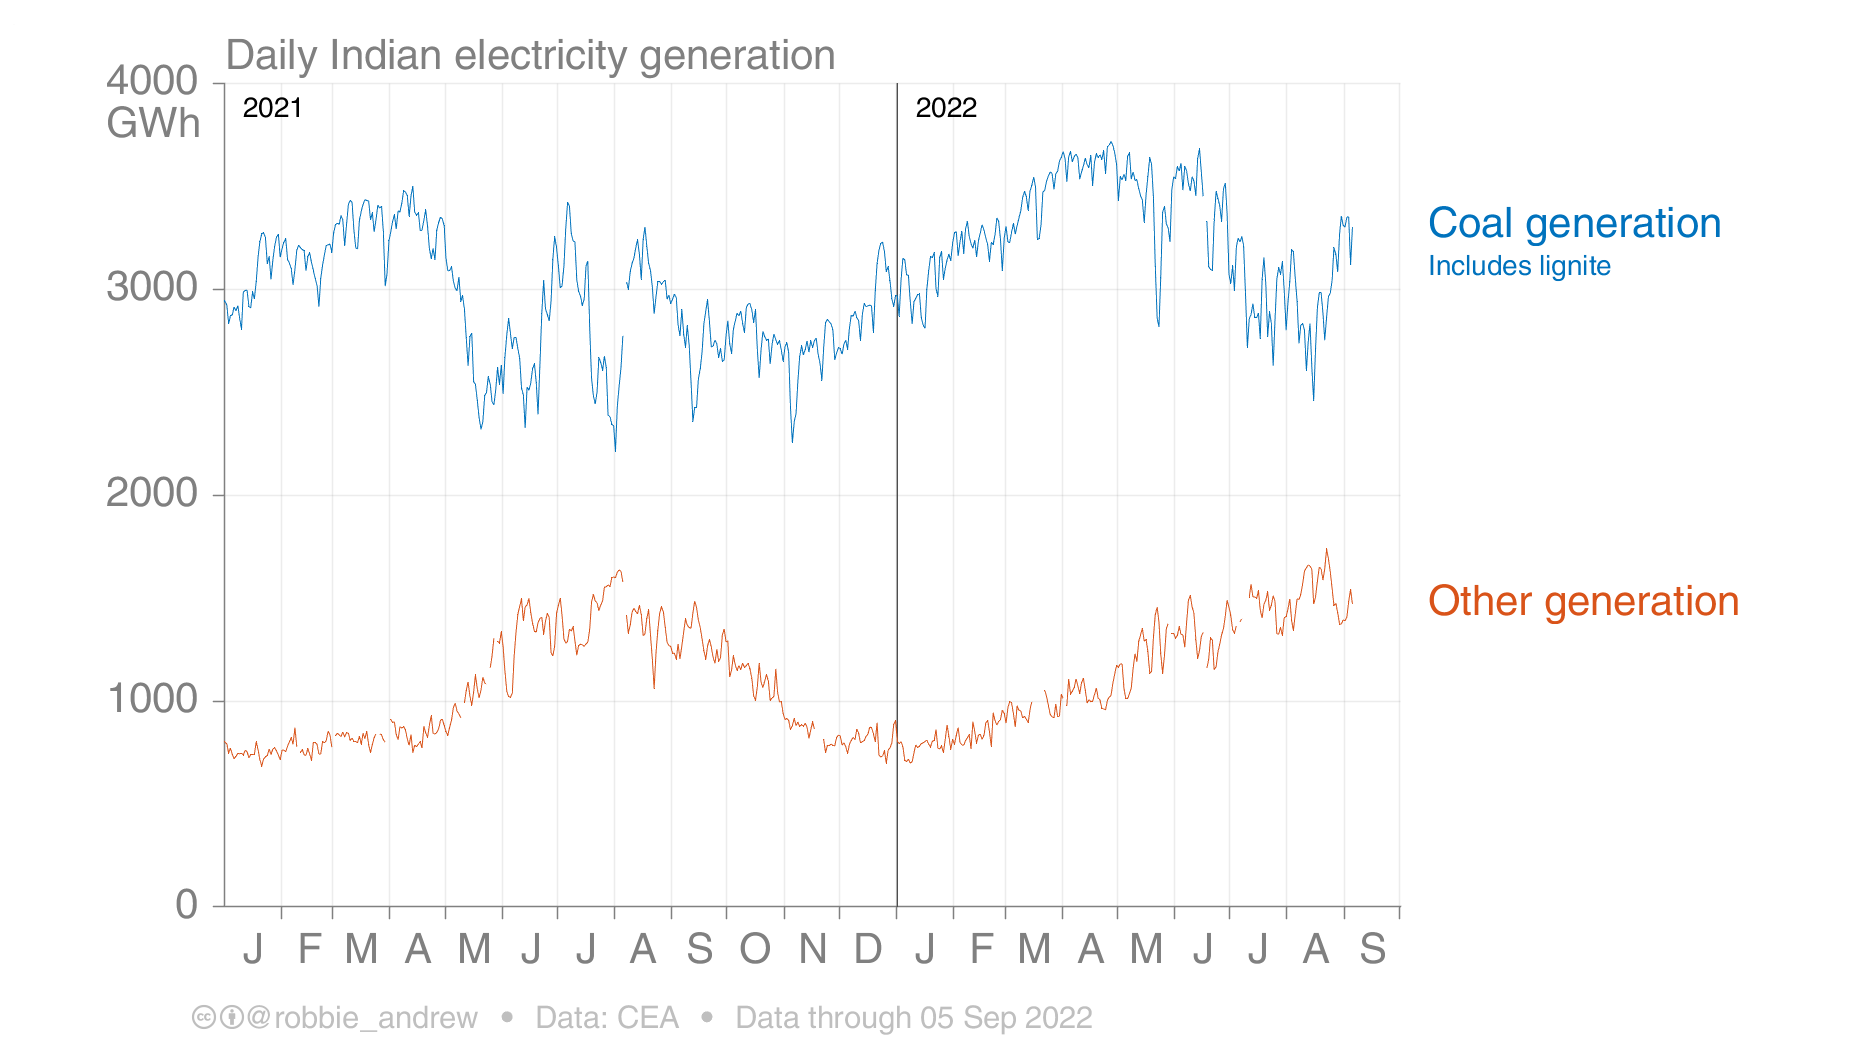 Daily Indian electricity generation
4000
GWh
2021
2022
3000
2000
1000
0
Coal generation
Includes lignite
Other generation
J F M A M J J A S O N D J F M A M J J A S
@robbie_andrew • Data: CEA • Data through 05 Sep 2022